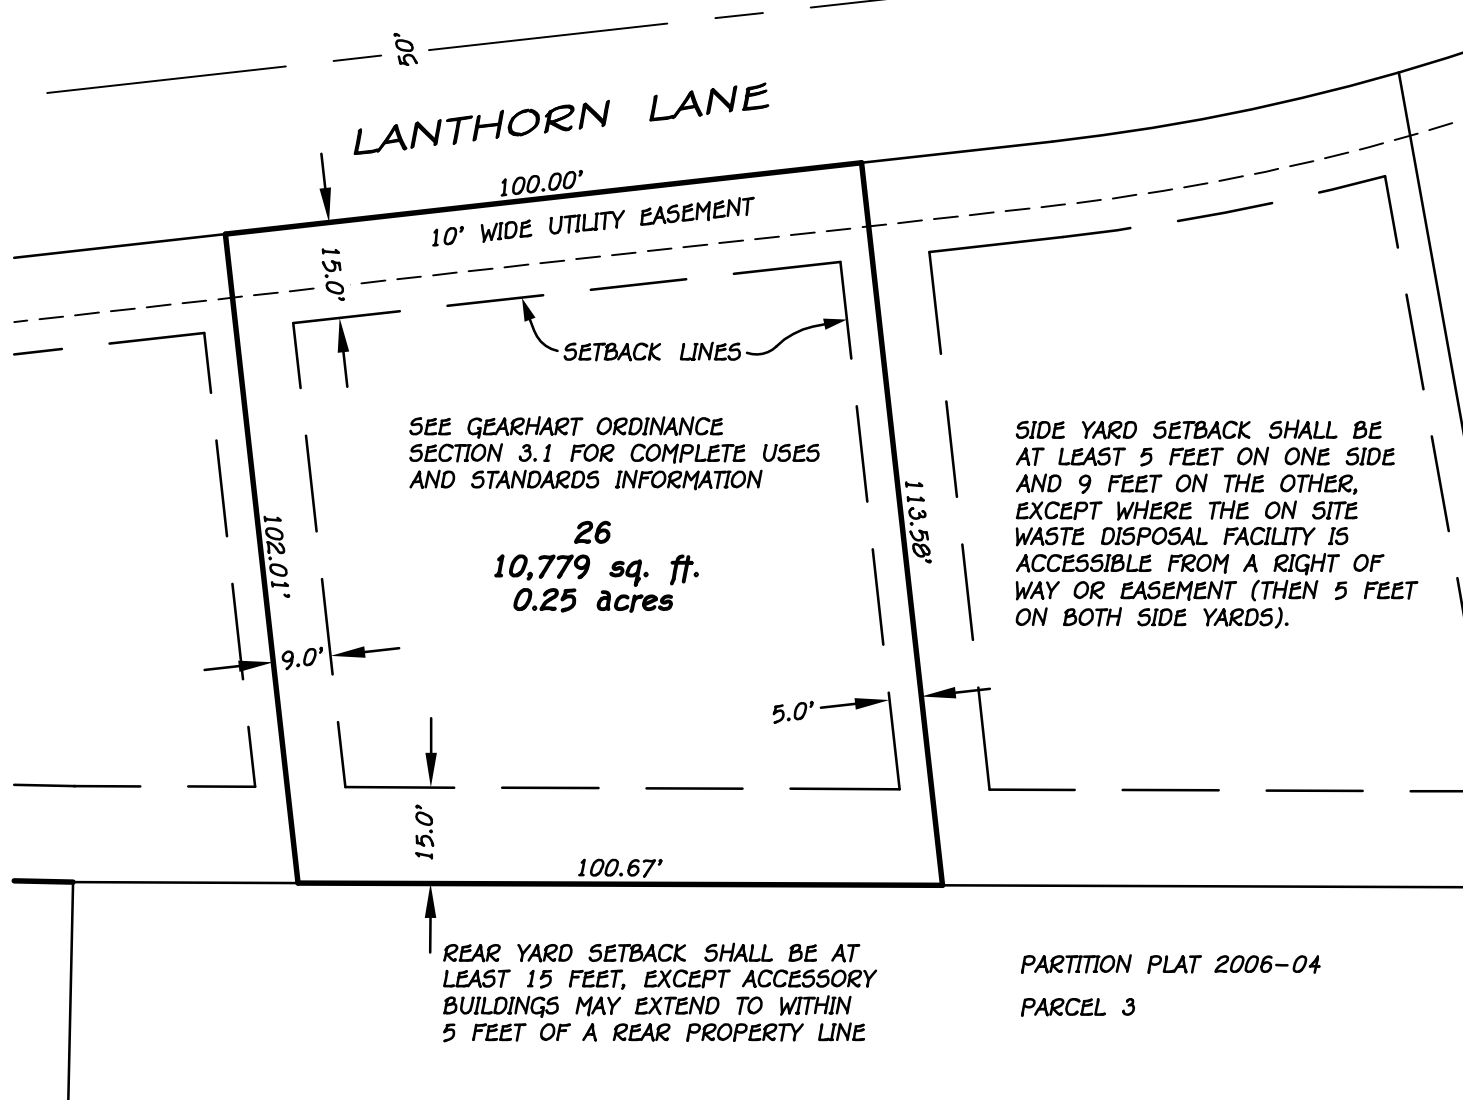 50'
LANTHORN LANE
100.00'
10' WIDE UTILITY EASEMENT
15.0'
SETBACK LINES
SEE GEARHART ORDINANCE
SECTION 3.1 FOR COMPLETE USES
AND STANDARDS INFORMATION
26
10,779 sq. ft.
0.25 acres
102.01'
113.58'
9.0'
5.0'
15.0'
100.67'
SIDE YARD SETBACK SHALL BE
AT LEAST 5 FEET ON ONE SIDE
AND 9 FEET ON THE OTHER,
EXCEPT WHERE THE ON SITE
WASTE DISPOSAL FACILITY IS
ACCESSIBLE FROM A RIGHT OF
WAY OR EASEMENT (THEN 5 FEET
ON BOTH SIDE YARDS).
REAR YARD SETBACK SHALL BE AT
LEAST 15 FEET, EXCEPT ACCESSORY
BUILDINGS MAY EXTEND TO WITHIN
5 FEET OF A REAR PROPERTY LINE
PARTITION PLAT 2006-04
PARCEL 3